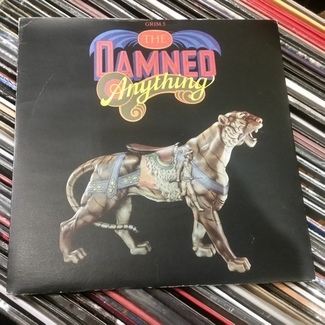 GRIM 5
THE
DAMNED
Anything